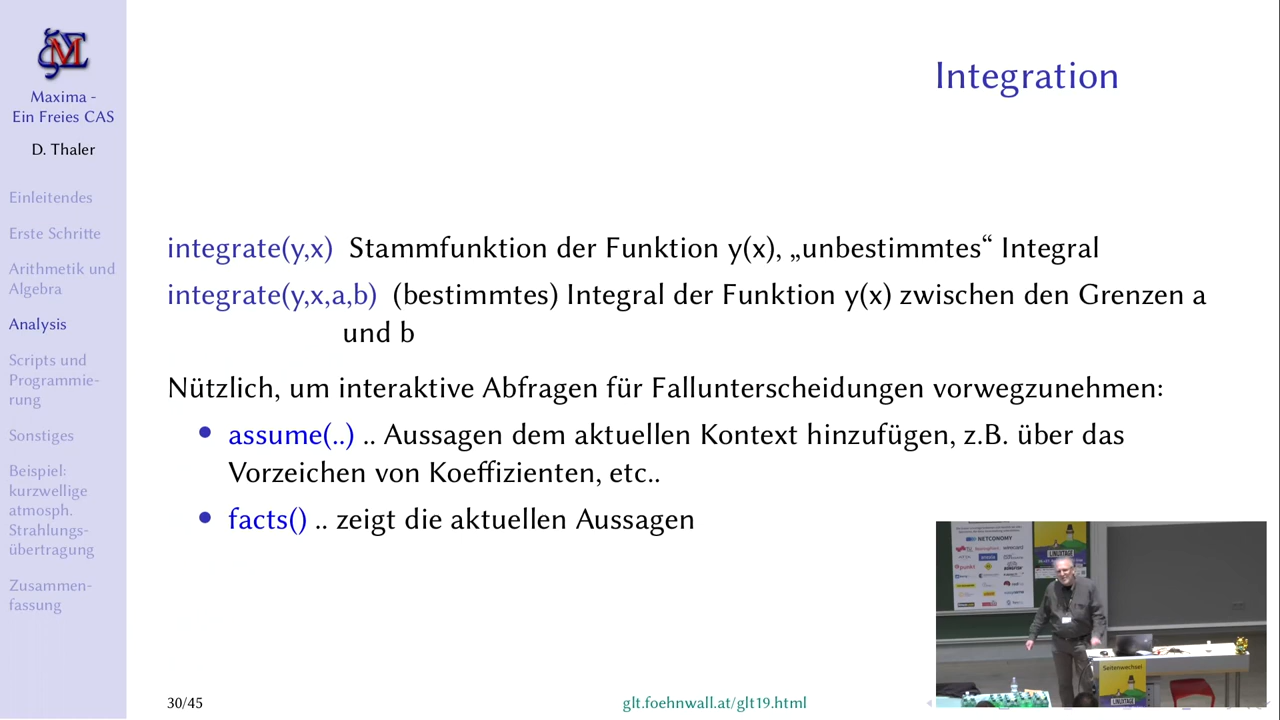 Maxima -
Ein Freies CAS
D. Thaler
Einleitendes
Erste Schritte
Arithmetik und
Algebra
Analysis
Scripts und
Programmie-
rung
Sonstiges
Beispiel:
kurzwellige
atmosph.
Strahlungs-
übertragung
Zusammen-
fassung
Integration
integrate(y,x) Stammfunktion der Funktion y(x), „unbestimmtes“ Integral
integrate(y,x,a,b) (bestimmtes) Integral der Funktion y(x) zwischen den Grenzen a
und b
Nützlich, um interaktive Abfragen für Fallunterscheidungen vorwegzunehmen:
• assume(..) .. Aussagen dem aktuellen Kontext hinzufügen, z.B. über das
Vorzeichen von Koeffizienten, etc..
• facts() .. zeigt die aktuellen Aussagen
NETCONOMY
LINUXTAGE
punkt
Seitenwechsel
LINUXTAGE
30/45
glt.foehnwall.at/glt19.html